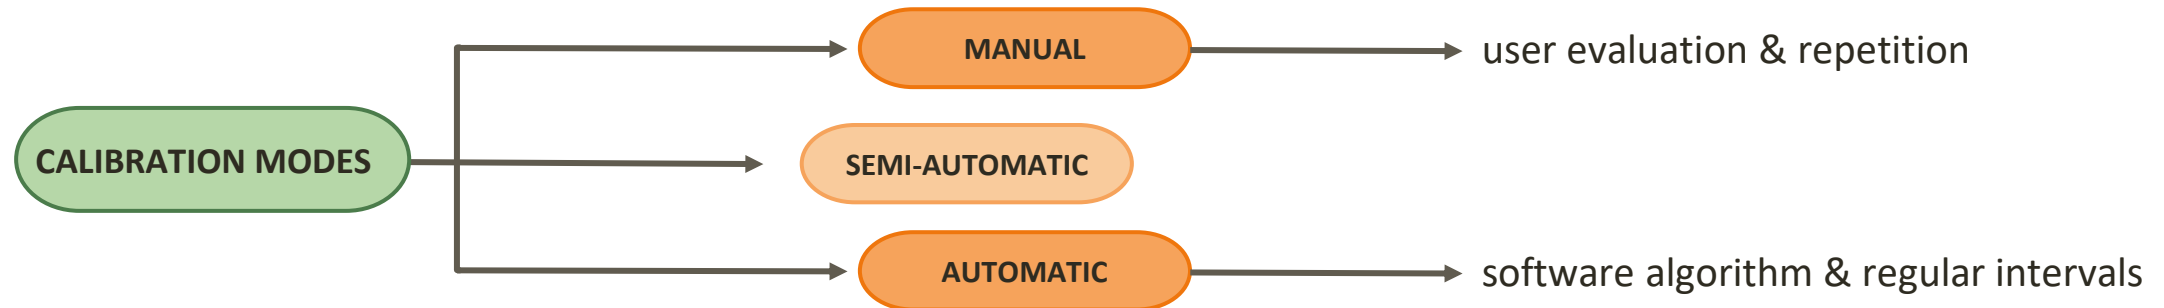 CALIBRATION MODES
MANUAL
user evaluation & repetition
SEMI-AUTOMATIC
AUTOMATIC
software algorithm & regular intervals